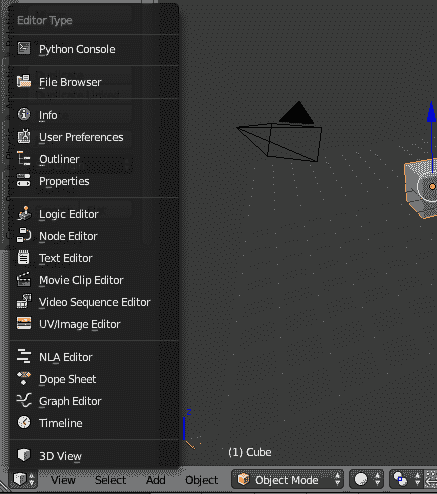 Editor Type
Python Console
File Browser
Info
User Preferences
Outliner
Properties
Logic Editor
Node Editor
Text Editor
Movie Clip Editor
Video Sequence Editor
UV/Image Editor
NLA Editor
Dope Sheet
Graph Editor
Timeline
3D View
z
(1) Cube
View Select Add Object Object Mode